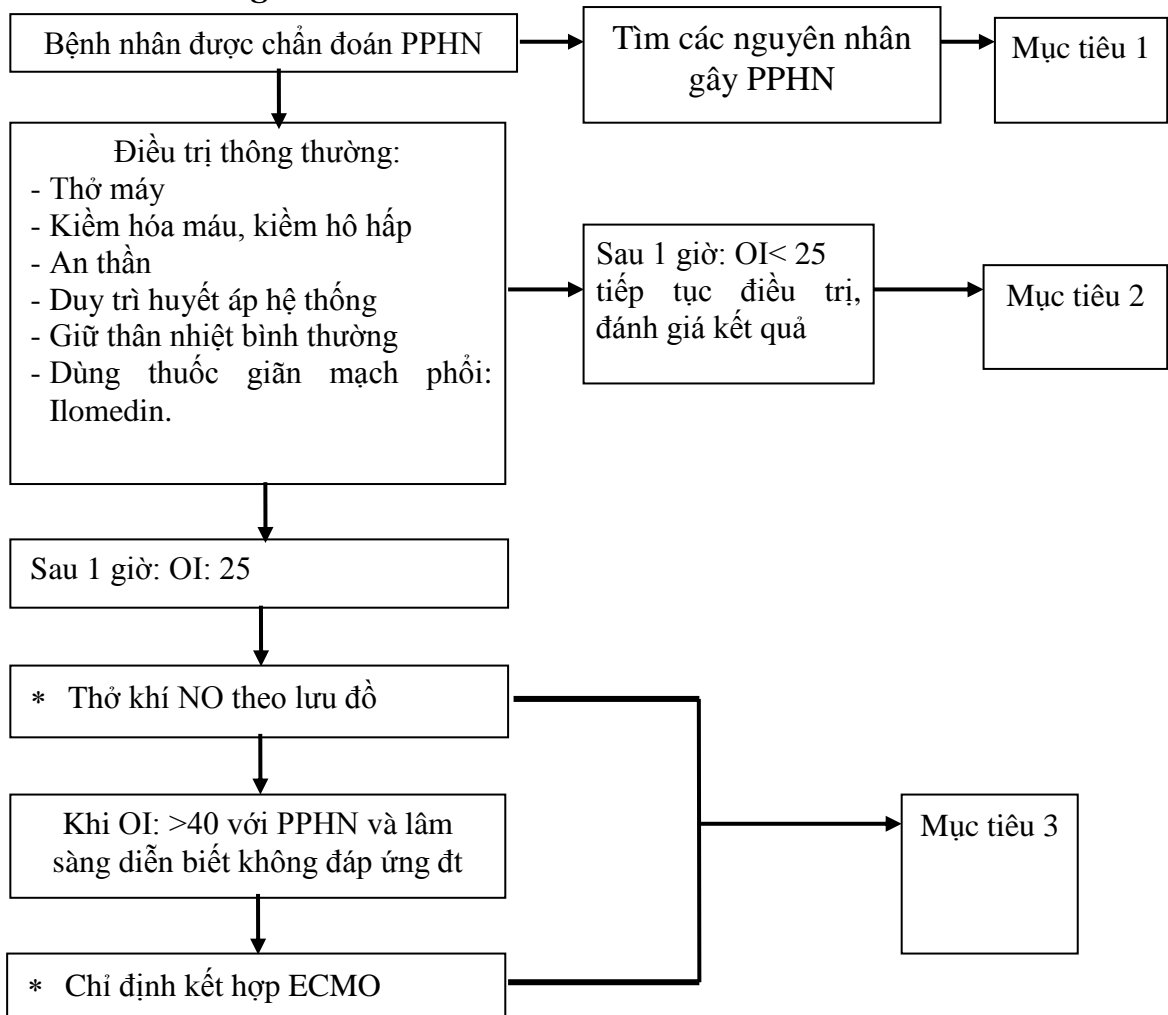 Bệnh nhân được chẩn đoán PPHN
Tìm các nguyên nhân
gây PPHN
Mục tiêu 1
Điều trị thông thường:
- Thở máy
- Kiềm hóa máu, kiềm hô hấp
- An thần
- Duy trì huyết áp hệ thống
- Giữ thân nhiệt bình thường
- Dùng thuốc giãn mạch phổi:
Ilomedin.
Sau 1 giờ: OI< 25
tiếp tục điều trị,
đánh giá kết quả
Mục tiêu 2
Sau 1 giờ: OI: 25
* Thở khí NO theo lưu đồ
Khi OI: >40 với PPHN và lâm
sàng diễn biết không đáp ứng đt
Mục tiêu 3
* Chỉ định kết hợp ECMO